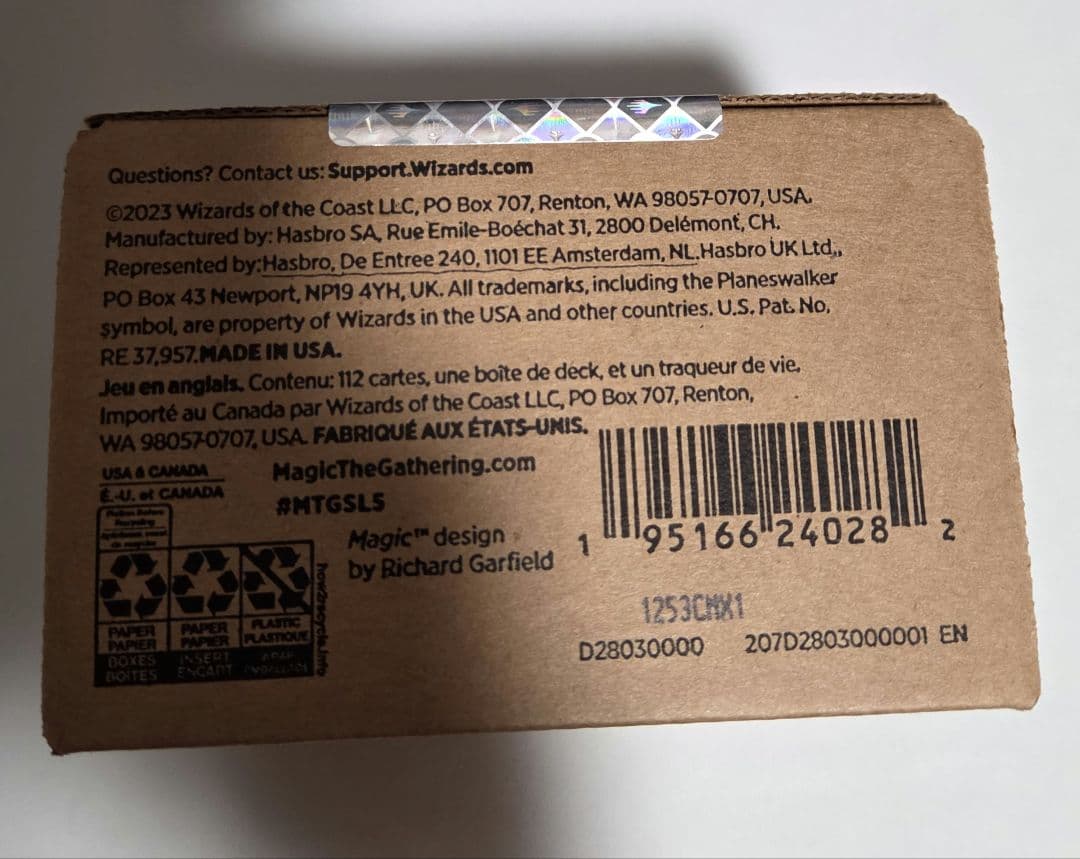 Questions? Contact us: Support.Wizards.com
©2023 Wizards of the Coast LLC, PO Box 707, Renton, WA 98057-0707, USA.
Manufactured by: Hasbro SA, Rue Emile-Boéchat 31, 2800 Delémont, CH.
Represented by:Hasbro, De Entree 240, 1101 EE Amsterdam, NL.Hasbro UK Ltd.,
PO Box 43 Newport, NP19 4YH, UK. All trademarks, including the Planeswalker
symbol, are property of Wizards in the USA and other countries. U.S. Pat. No.
RE 37,957.MADE IN USA.
Jeu en anglais. Contenu: 112 cartes, une boîte de deck, et un traqueur de vie.
Importé au Canada par Wizards of the Coast LLC, PO Box 707, Renton,
WA 98057-0707, USA. FABRIQUÉ AUX ÉTATS-UNIS.
USA & CANADA
É.-U. et CANADA
MagicTheGathering.com
#MTGSLS
Magic™ design
by Richard Garfield
1 95166 24028 2
how2recycle.info
PAPER PAPER PLASTIC
PAPIER PAPIER PLASTIQUE
BOXES INSERT WRAP
BOITES ENCART
1253CMX1
D28030000 207D2803000001 EN